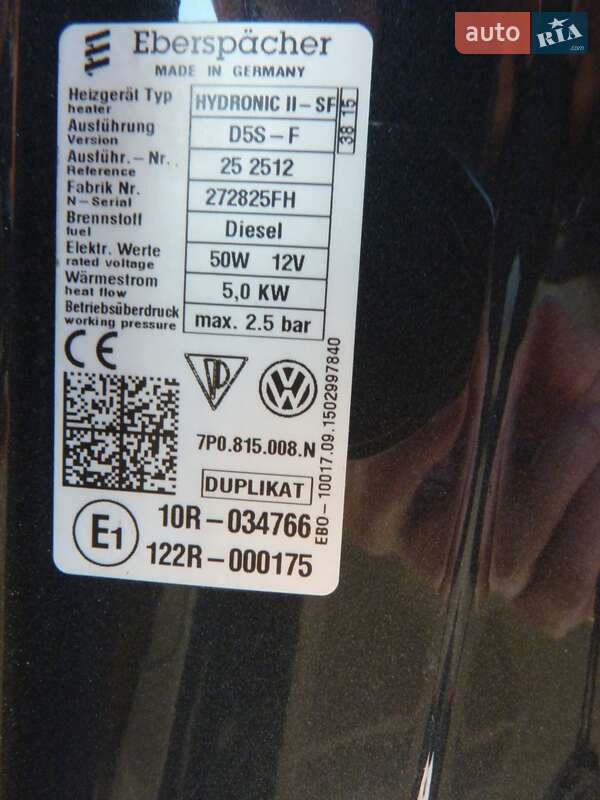 auto RIA.com
Eberspächer
MADE IN GERMANY
Heizgerät Typ HYDRONIC II-SF 38 15
heater
Ausführung D5S-F
Version
Ausführ.-Nr. 25 2512
Reference
Fabrik Nr. 272825FH
N-Serial
Brennstoff Diesel
fuel
Elektr. Werte 50W 12V
rated voltage
Wärmestrom 5,0 KW
heat flow
Betriebsüberdruck max. 2.5 bar
working pressure
CE
VW
7P0.815.008.N
DUPLIKAT
E1 10R-034766
122R-000175
EBO-10017.09.1502997840